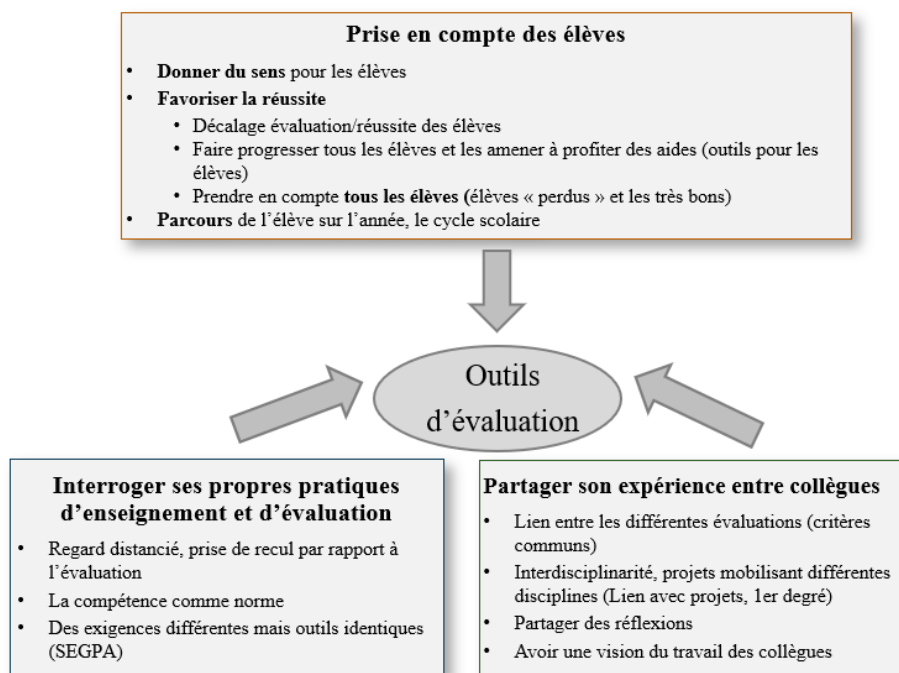 Prise en compte des élèves
• Donner du sens pour les élèves
• Favoriser la réussite
• Décalage évaluation/réussite des élèves
• Faire progresser tous les élèves et les amener à profiter des aides (outils pour les
élèves)
• Prendre en compte tous les élèves (élèves « perdus » et les très bons)
• Parcours de l'élève sur l'année, le cycle scolaire
Outils
d'évaluation
Interroger ses propres pratiques
d'enseignement et d'évaluation
• Regard distancié, prise de recul par rapport à
l'évaluation
• La compétence comme norme
• Des exigences différentes mais outils identiques
(SEGPA)
Partager son expérience entre collègues
• Lien entre les différentes évaluations (critères
communs)
• Interdisciplinarité, projets mobilisant différentes
disciplines (Lien avec projets, 1er degré)
• Partager des réflexions
• Avoir une vision du travail des collègues